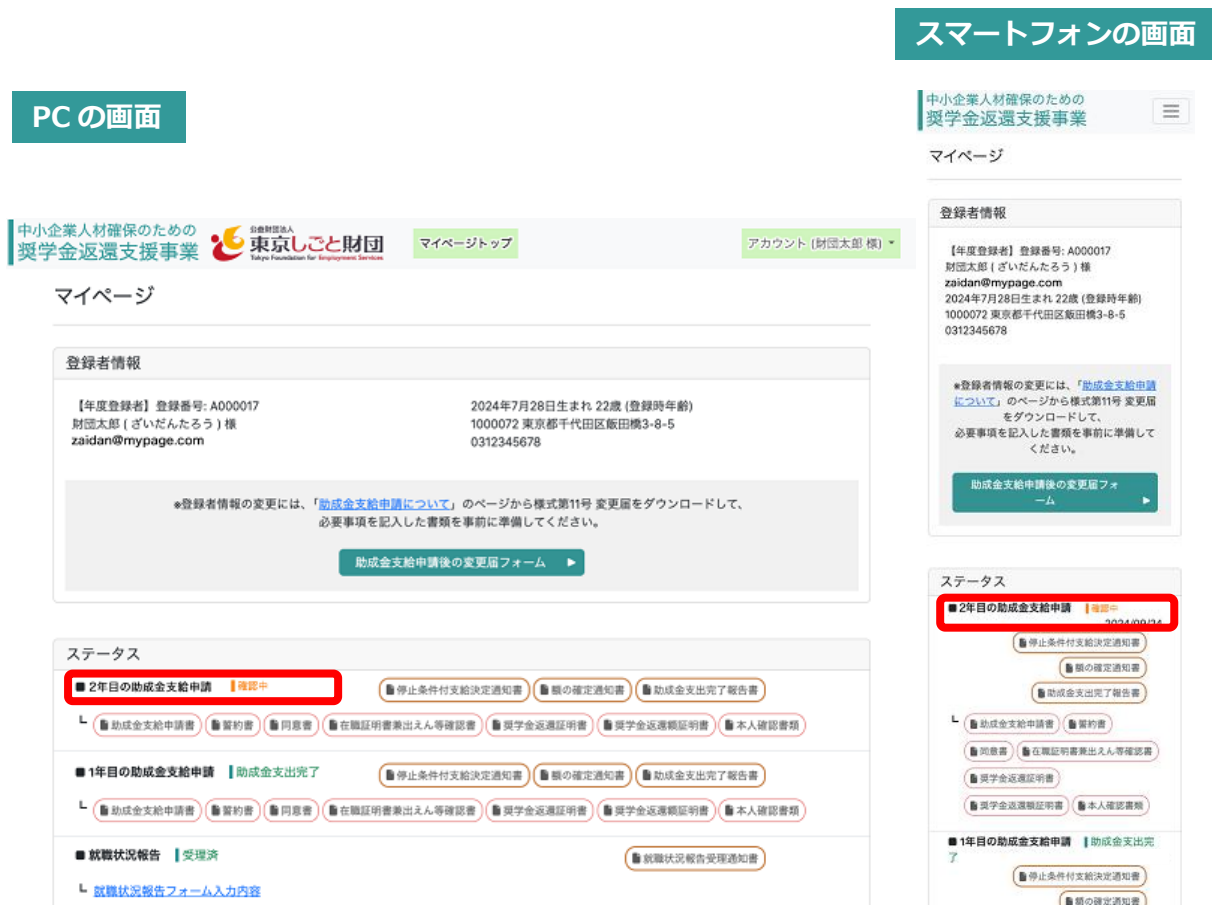 スマートフォンの画面
PC の画面
中小企業人材確保のための
奨学金返還支援事業
公益財団法人
東京しごと財団
Tokyo Foundation for Employment Services
マイページトップ
アカウント (財団太郎 様)
マイページ
登録者情報
【年度登録者】登録番号: A000017
財団太郎 ( ざいだんたろう ) 様
zaidan@mypage.com
2024年7月28日生まれ 22歳 (登録時年齢)
1000072 東京都千代田区飯田橋3-8-5
0312345678
※登録者情報の変更には、「助成金支給申請について」のページから様式第11号 変更届をダウンロードして、
必要事項を記入した書類を事前に準備してください。
助成金支給申請後の変更届フォーム ▶
ステータス
■ 2年目の助成金支給申請 確認中 停止条件付支給決定通知書 額の確定通知書 助成金支出完了報告書
└ 助成金支給申請書 誓約書 同意書 在職証明書兼出えん等確認書 奨学金返還証明書 奨学金返還額証明書 本人確認書類
■ 1年目の助成金支給申請 助成金支出完了 停止条件付支給決定通知書 額の確定通知書 助成金支出完了報告書
└ 助成金支給申請書 誓約書 同意書 在職証明書兼出えん等確認書 奨学金返還証明書 奨学金返還額証明書 本人確認書類
■ 就職状況報告 受理済 就職状況報告受理通知書
└ 就職状況報告フォーム入力内容
中小企業人材確保のための
奨学金返還支援事業
マイページ
登録者情報
【年度登録者】登録番号: A000017
財団太郎 ( ざいだんたろう ) 様
zaidan@mypage.com
2024年7月28日生まれ 22歳 (登録時年齢)
1000072 東京都千代田区飯田橋3-8-5
0312345678
※登録者情報の変更には、「助成金支給申請
について」のページから様式第11号 変更届
をダウンロードして、
必要事項を記入した書類を事前に準備して
ください。
助成金支給申請後の変更届フォ
ーム ▶
ステータス
■ 2年目の助成金支給申請 確認中
2024/09/24
停止条件付支給決定通知書
額の確定通知書
助成金支出完了報告書
└ 助成金支給申請書 誓約書
同意書 在職証明書兼出えん等確認書
奨学金返還証明書
奨学金返還額証明書 本人確認書類
■ 1年目の助成金支給申請 助成金支出完
了
停止条件付支給決定通知書
額の確定通知書